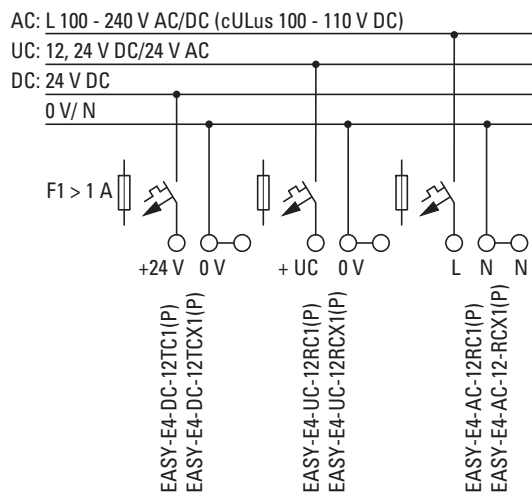 AC: L 100 - 240 V AC/DC (cULus 100 - 110 V DC)
UC: 12, 24 V DC/24 V AC
DC: 24 V DC
0 V/ N
F1 > 1 A
+24 V 0 V + UC 0 V L N N
EASY-E4-DC-12TC1(P)
EASY-E4-DC-12TCX1(P)
EASY-E4-UC-12RC1(P)
EASY-E4-UC-12RCX1(P)
EASY-E4-AC-12RC1(P)
EASY-E4-AC-12-RCX1(P)